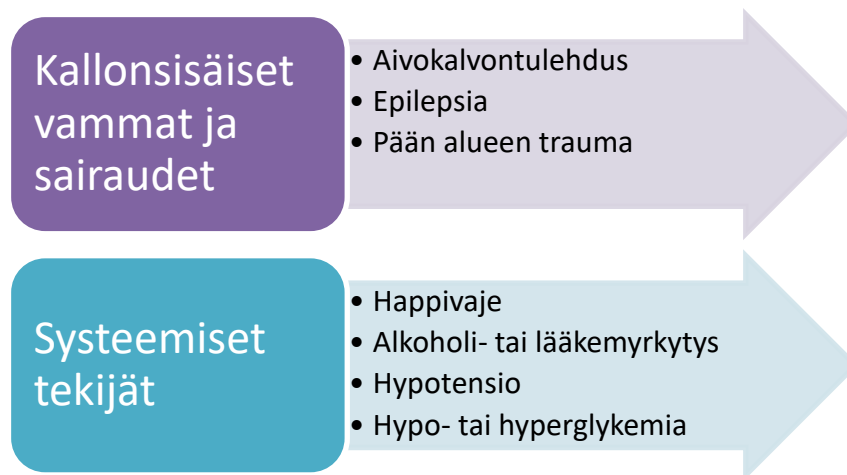 Kallonsisäiset
vammat ja
sairaudet
• Aivokalvontulehdus
• Epilepsia
• Pään alueen trauma
Systeemiset
tekijät
• Happivaje
• Alkoholi- tai lääkemyrkytys
• Hypotensio
• Hypo- tai hyperglykemia